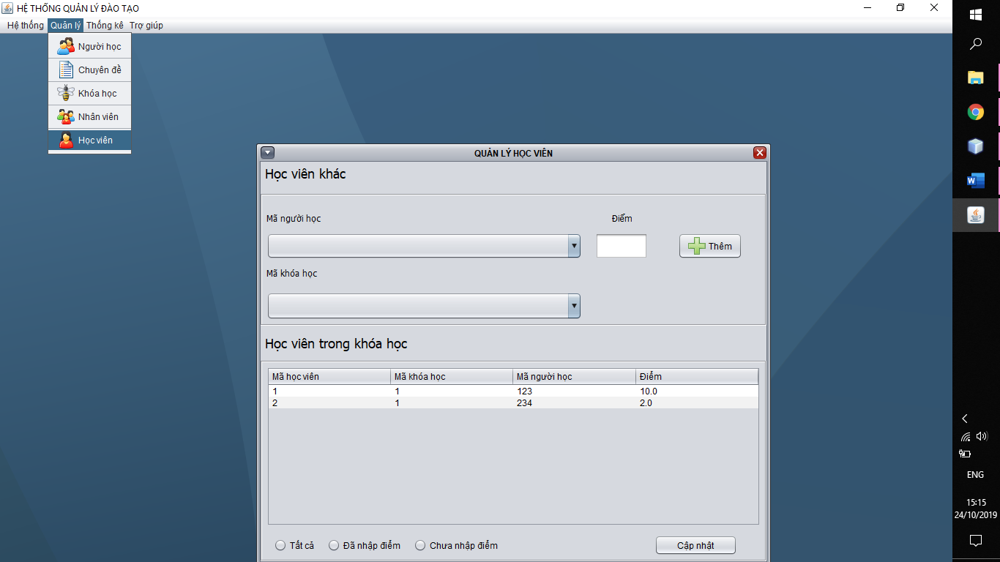 HỆ THỐNG QUẢN LÝ ĐÀO TẠO
Hệ thống Quản lý Thống kê Trợ giúp
Người học
Chuyên đề
Khóa học
Nhân viên
Học viên
QUẢN LÝ HỌC VIÊN
Học viên khác
Mã người học Điểm
Thêm
Mã khóa học
Học viên trong khóa học
Mã học viên Mã khóa học Mã người học Điểm
1 1 123 10.0
2 1 234 2.0
Tất cả Đã nhập điểm Chưa nhập điểm Cập nhật
W
ENG
15:15
24/10/2019